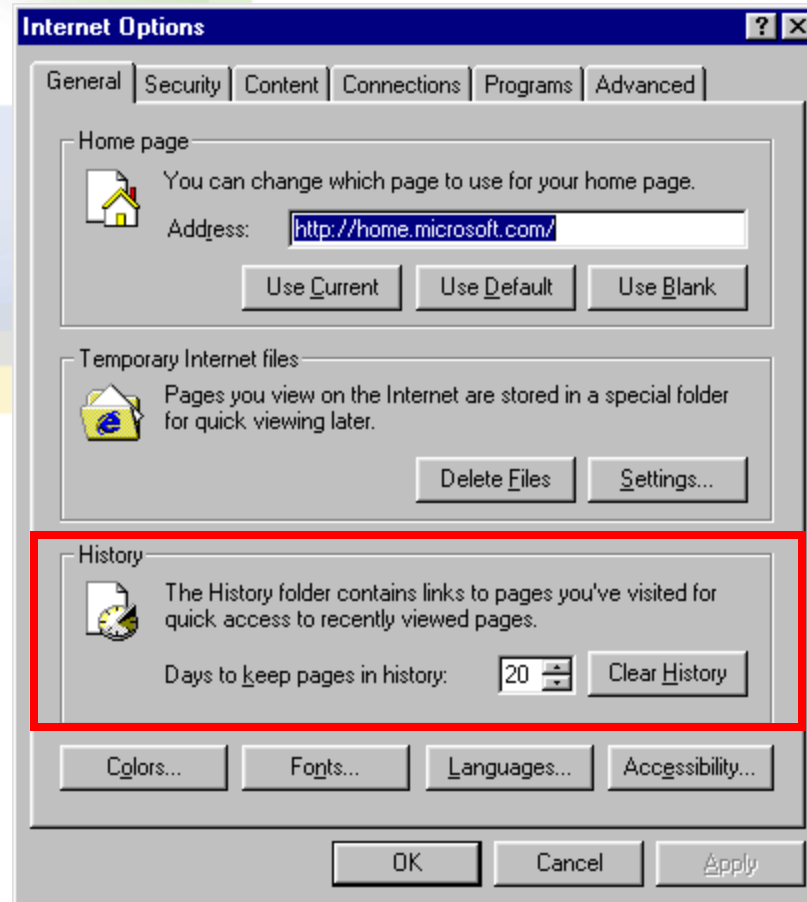 Internet Options
General Security Content Connections Programs Advanced
Home page
You can change which page to use for your home page.
Address: http://home.microsoft.com/
Use Current Use Default Use Blank
Temporary Internet files
Pages you view on the Internet are stored in a special folder
for quick viewing later.
Delete Files Settings...
History
The History folder contains links to pages you've visited for
quick access to recently viewed pages.
Days to keep pages in history: 20 Clear History
Colors... Fonts... Languages... Accessibility...
OK Cancel Apply